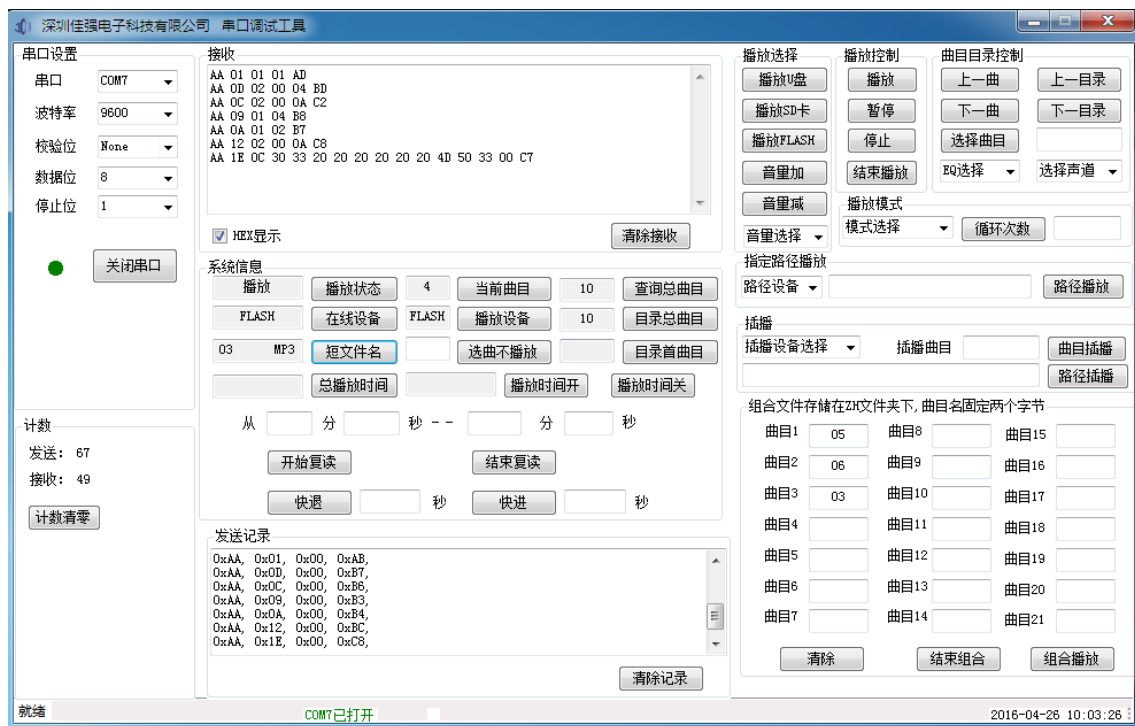 深圳佳强电子科技有限公司 串口调试工具
串口设置
串口 COM7
波特率 9600
校验位 None
数据位 8
停止位 1
关闭串口
计数
发送: 67
接收: 49
计数清零
接收
AA 01 01 01 AD
AA 0D 02 00 04 BD
AA 0C 02 00 0A C2
AA 09 01 04 B8
AA 0A 01 02 B7
AA 12 02 00 0A C8
AA 1E 0C 30 33 20 20 20 20 20 20 4D 50 33 00 C7
HEX显示 清除接收
系统信息
播放 播放状态 4 当前曲目 10 查询总曲目
FLASH 在线设备 FLASH 播放设备 10 目录总曲目
03 MP3 短文件名 选曲不播放 目录首曲目
总播放时间 播放时间开 播放时间关
从 分 秒 -- 分 秒
开始复读 结束复读
快退 秒 快进 秒
发送记录
0xAA, 0x01, 0x00, 0xAB,
0xAA, 0x0D, 0x00, 0xB7,
0xAA, 0x0C, 0x00, 0xB6,
0xAA, 0x09, 0x00, 0xB3,
0xAA, 0x0A, 0x00, 0xB4,
0xAA, 0x12, 0x00, 0xBC,
0xAA, 0x1E, 0x00, 0xC8,
清除记录
播放选择
播放U盘
播放SD卡
播放FLASH
音量加
音量减
音量选择
播放控制
播放
暂停
停止
结束播放
曲目目录控制
上一曲 上一目录
下一曲 下一目录
选择曲目
EQ选择 选择声道
播放模式
模式选择 循环次数
指定路径播放
路径设备 路径播放
插播
插播设备选择 插播曲目 曲目插播
路径插播
组合文件存储在ZH文件夹下,曲目名固定两个字节
曲目1 05 曲目8 曲目15
曲目2 06 曲目9 曲目16
曲目3 03 曲目10 曲目17
曲目4 曲目11 曲目18
曲目5 曲目12 曲目19
曲目6 曲目13 曲目20
曲目7 曲目14 曲目21
清除 结束组合 组合播放
就绪 COM7已打开 2016-04-26 10:03:26